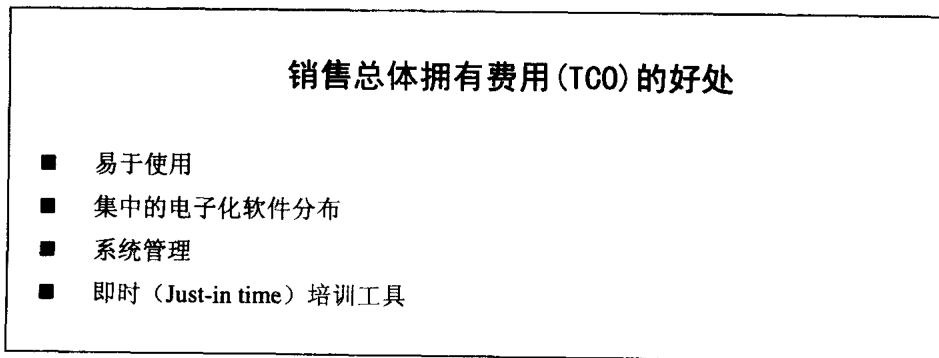 销售总体拥有费用(TCO)的好处
■ 易于使用
■ 集中的电子化软件分布
■ 系统管理
■ 即时（Just-in time）培训工具